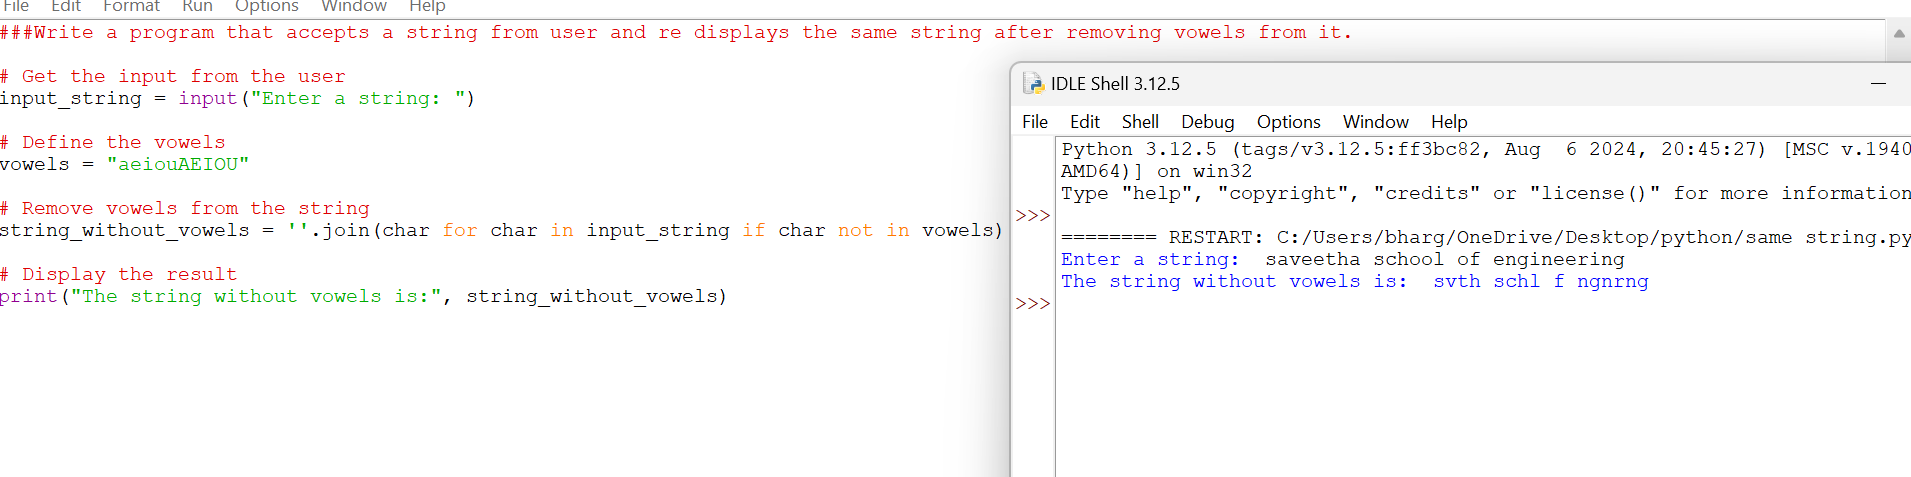 File Edit Format Run Options Window Help
###Write a program that accepts a string from user and re displays the same string after removing vowels from it.
# Get the input from the user
input_string = input("Enter a string: ")
# Define the vowels
vowels = "aeiouAEIOU"
# Remove vowels from the string
string_without_vowels = ''.join(char for char in input_string if char not in vowels)
# Display the result
print("The string without vowels is:", string_without_vowels)
IDLE Shell 3.12.5
File Edit Shell Debug Options Window Help
Python 3.12.5 (tags/v3.12.5:ff3bc82, Aug  6 2024, 20:45:27) [MSC v.1940
AMD64)] on win32
Type "help", "copyright", "credits" or "license()" for more information
>>>
======== RESTART: C:/Users/bharg/OneDrive/Desktop/python/same string.py
Enter a string:  saveetha school of engineering
The string without vowels is:  svth schl f ngnrng
>>>